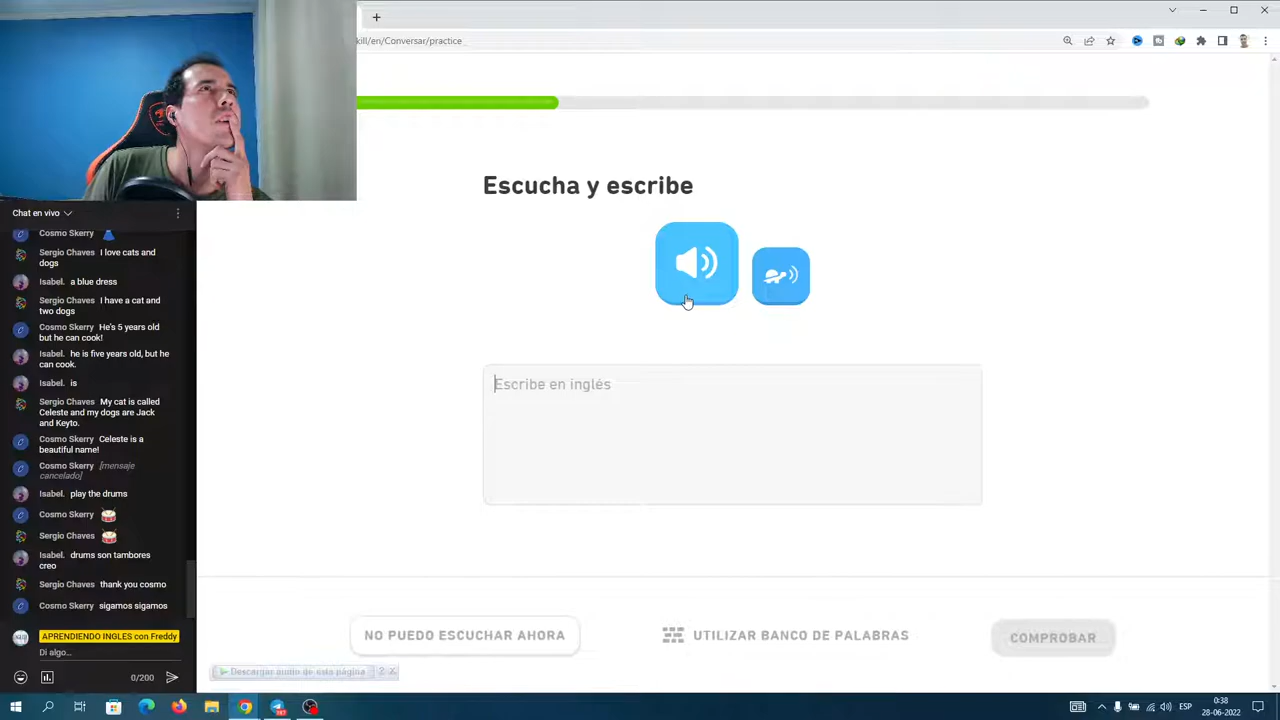 kill/en/Conversar/practice
Escucha y escribe
Escribe en inglés
NO PUEDO ESCUCHAR AHORA
UTILIZAR BANCO DE PALABRAS
COMPROBAR
Descargar audio de esta página
? X
Chat en vivo
Cosmo Skerry
Sergio Chaves I love cats and
dogs
Isabel. a blue dress
Sergio Chaves I have a cat and
two dogs
Cosmo Skerry He's 5 years old
but he can cook!
Isabel. he is five years old, but he
can cook.
Isabel. is
Sergio Chaves My cat is called
Celeste and my dogs are Jack
and Keyto.
Cosmo Skerry Celeste is a
beautiful name!
Cosmo Skerry [mensaje
cancelado]
Isabel. play the drums
Cosmo Skerry
Sergio Chaves
Isabel. drums son tambores
creo
Sergio Chaves thank you cosmo
Cosmo Skerry sigamos sigamos
APRENDIENDO INGLES con Freddy
Di algo...
0/200
ESP
0:38
28-06-2022